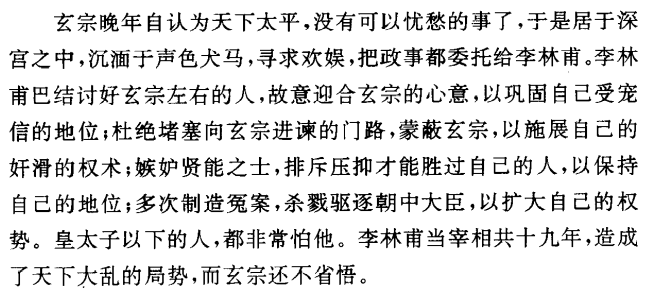 玄宗晚年自认为天下太平,没有可以忧愁的事了,于是居于深
宫之中,沉湎于声色犬马,寻求欢娱,把政事都委托给李林甫。李林
甫巴结讨好玄宗左右的人,故意迎合玄宗的心意,以巩固自己受宠
信的地位;杜绝堵塞向玄宗进谏的门路,蒙蔽玄宗,以施展自己的
奸滑的权术;嫉妒贤能之士,排斥压抑才能胜过自己的人,以保持
自己的地位;多次制造冤案,杀戮驱逐朝中大臣,以扩大自己的权
势。皇太子以下的人,都非常怕他。李林甫当宰相共十九年,造成
了天下大乱的局势,而玄宗还不省悟。